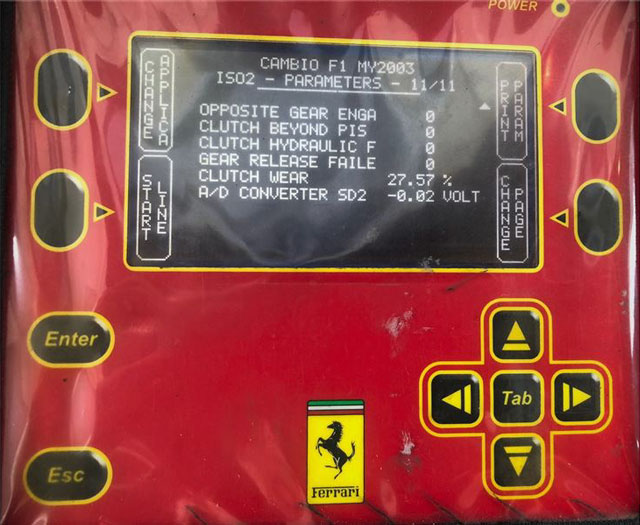 POWER
CAMBIO F1 MY2003
ISO2 - PARAMETERS - 11/11
OPPOSITE GEAR ENGA 0
CLUTCH BEYOND PIS 0
CLUTCH HYDRAULIC F 0
GEAR RELEASE FAILE 0
CLUTCH WEAR 27.57 %
A/D CONVERTER SD2 -0.02 VOLT
CHANGE
APPLICA
START
LINE
PRINT
PARAM
CHANGE
PAGE
Enter
Esc
Tab
Ferrari